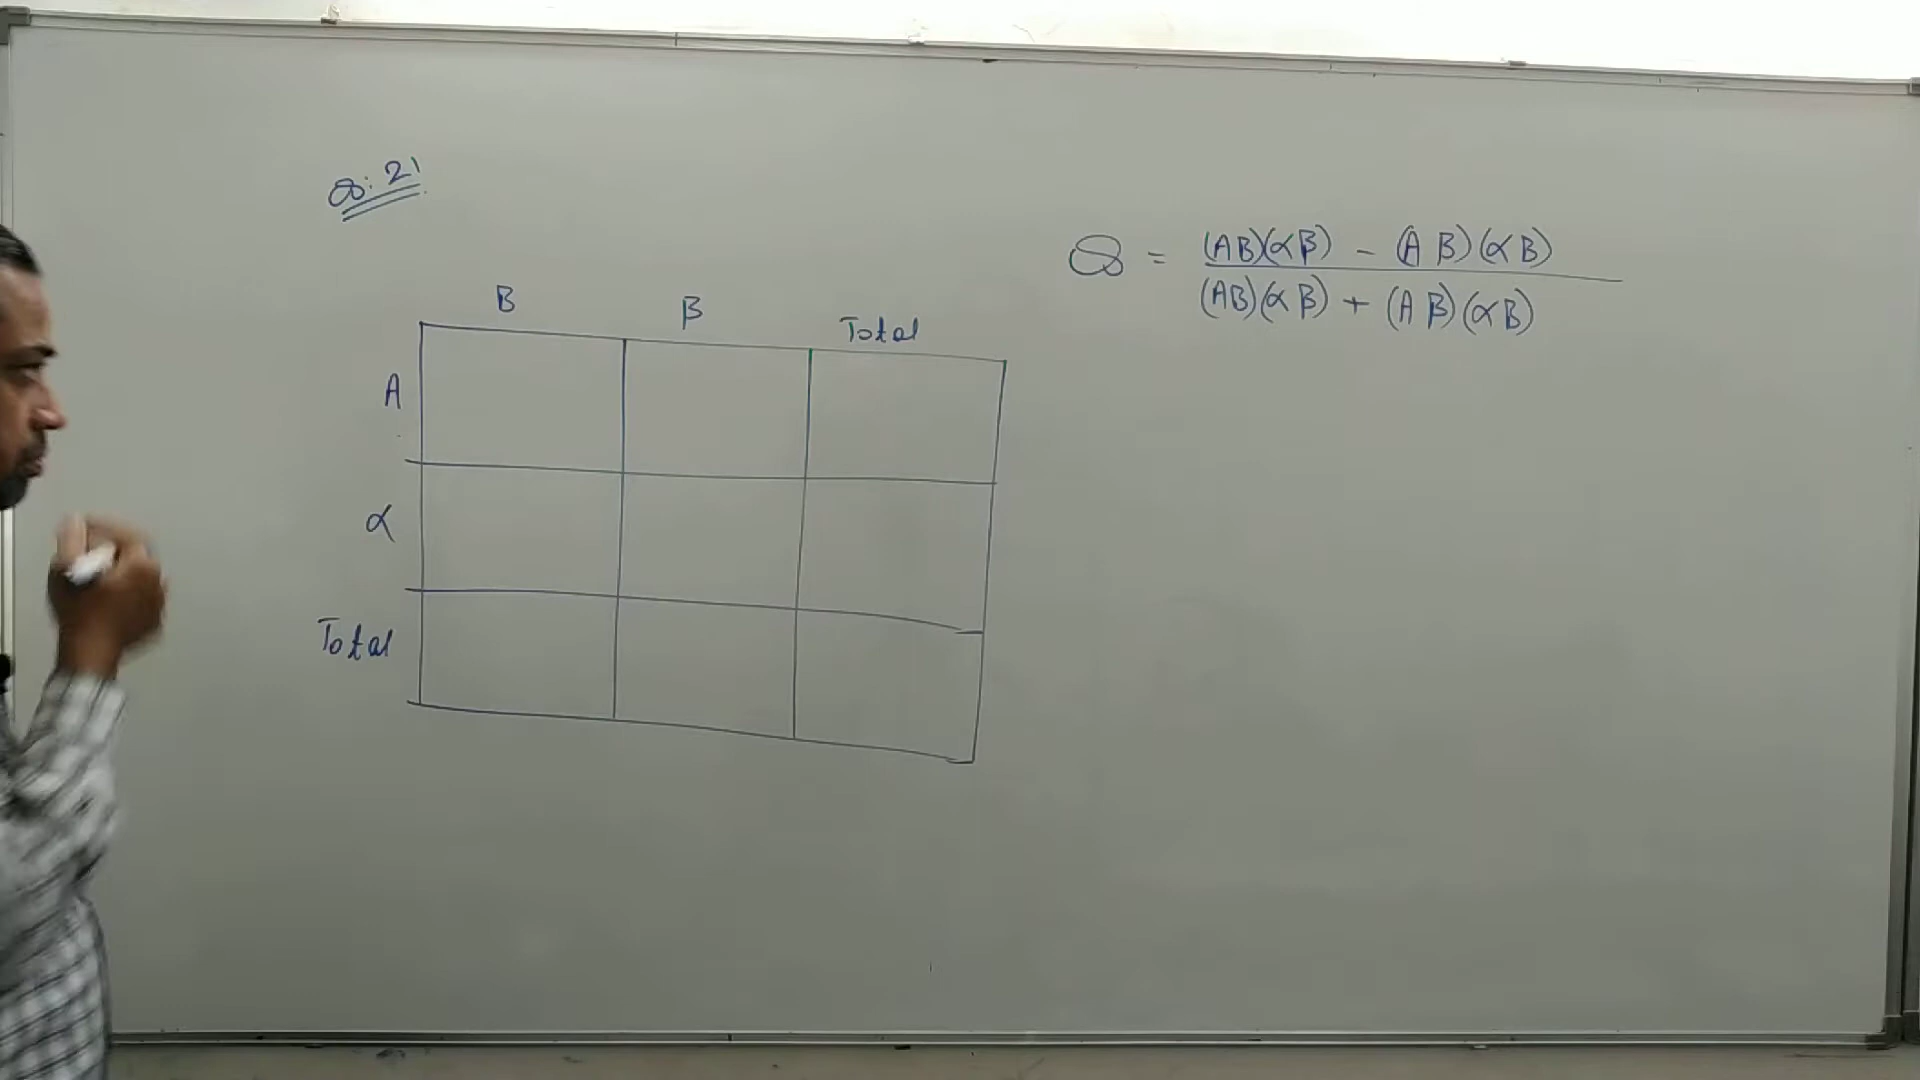 Q: 21
Q = (AB)(αβ) - (Aβ)(αB)
(AB)(αβ) + (Aβ)(αB)
B β Total
A
α
Total